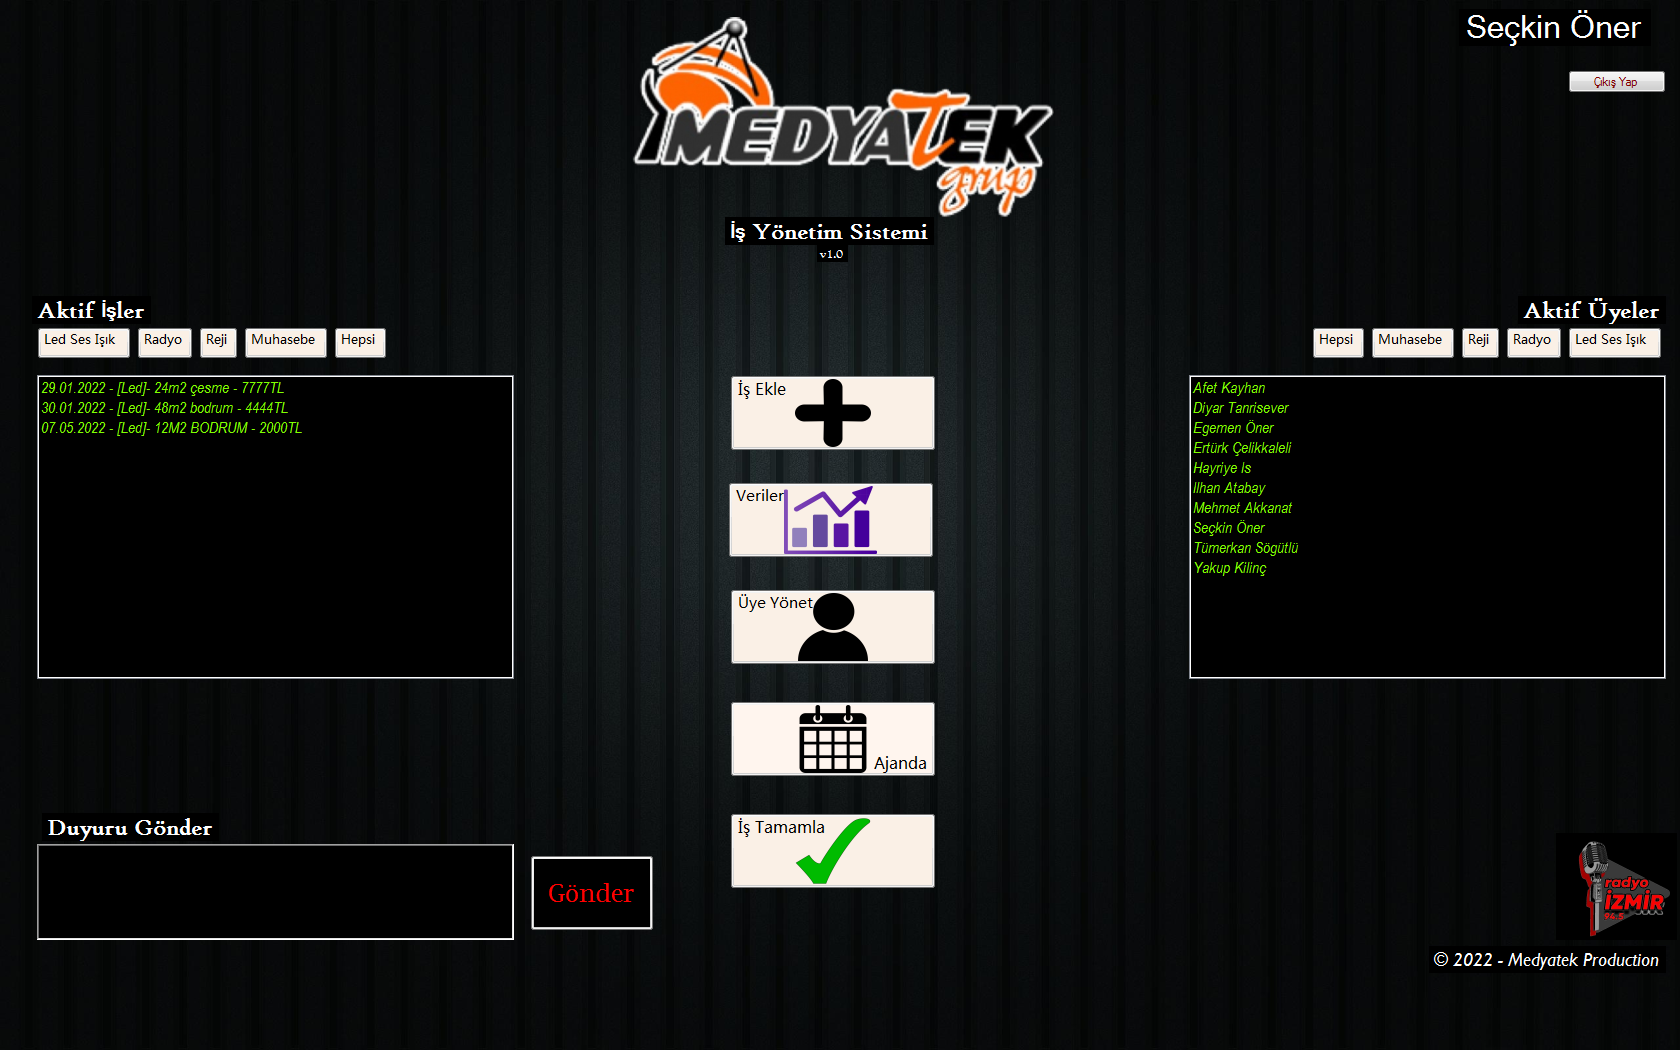 Seçkin Öner
Çıkış Yap
MEDYATEK
grup
İş Yönetim Sistemi
v1.0
Aktif İşler
Led Ses Işık
Radyo
Reji
Muhasebe
Hepsi
29.01.2022 - [Led]- 24m2 çesme - 7777TL
30.01.2022 - [Led]- 48m2 bodrum - 4444TL
07.05.2022 - [Led]- 12M2 BODRUM - 2000TL
İş Ekle
Veriler
Üye Yönet
Ajanda
İş Tamamla
Aktif Üyeler
Hepsi
Muhasebe
Reji
Radyo
Led Ses Işık
Afet Kayhan
Diyar Tanrisever
Egemen Öner
Ertürk Çelikkaleli
Hayriye Is
Ilhan Atabay
Mehmet Akkanat
Seçkin Öner
Tümerkan Sögütlü
Yakup Kilinç
Duyuru Gönder
Gönder
radyo
İZMİR
96.5
© 2022 - Medyatek Production